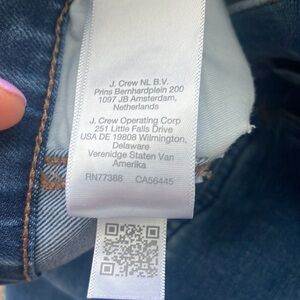 J. Crew NL B.V.
Prins Bernhardplein 200
1097 JB Amsterdam,
Netherlands
J. Crew Operating Corp
251 Little Falls Drive
USA DE 19808 Wilmington,
Delaware
Verenidge Staten Van
Amerika
RN77388 CA56445